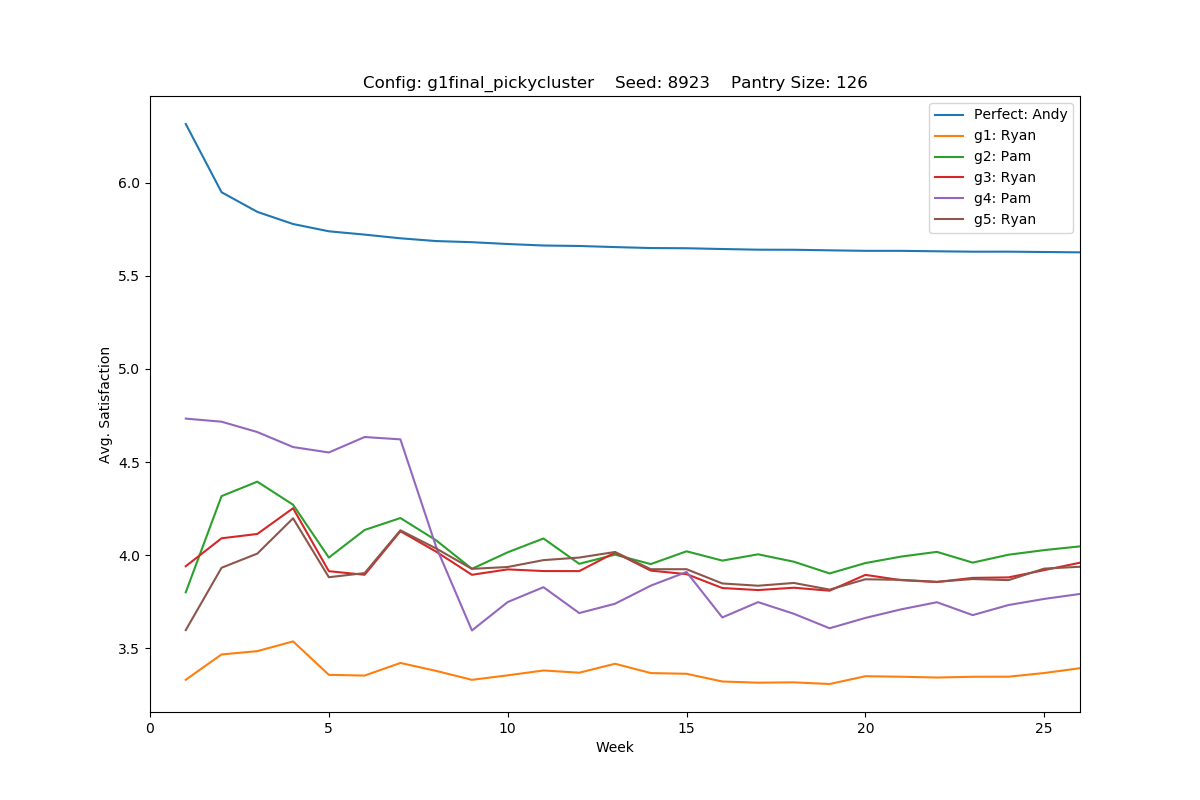 Config: g1final_pickycluster    Seed: 8923    Pantry Size: 126
Perfect: Andy
g1: Ryan
g2: Pam
g3: Ryan
g4: Pam
g5: Ryan
Avg. Satisfaction
6.0
5.5
5.0
4.5
4.0
3.5
0 5 10 15 20 25
Week